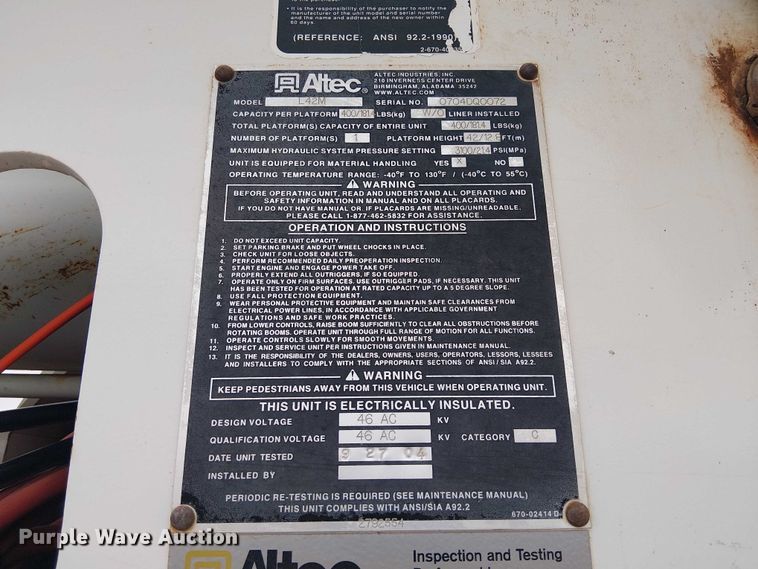 to the purchaser.
• It is the responsibility of the purchaser to notify the
manufacturer of the unit model and serial number
and the name and address of the new owner within
60 days.
(REFERENCE: ANSI 92.2-1990)
Altec
ALTEC INDUSTRIES, INC.
210 INVERNESS CENTER DRIVE
BIRMINGHAM, ALABAMA 35242
WWW.ALTEC.COM
MODEL L42M SERIAL NO. 0704DQ0072
CAPACITY PER PLATFORM 400/181.4 LBS(kg) W/O LINER INSTALLED
TOTAL PLATFORM(S) CAPACITY OF ENTIRE UNIT 400/181.4 LBS(kg)
NUMBER OF PLATFORM(S) 1 PLATFORM HEIGHT 42/12.8 FT(m)
MAXIMUM HYDRAULIC SYSTEM PRESSURE SETTING 3100/21.4 PSI(MPa)
UNIT IS EQUIPPED FOR MATERIAL HANDLING YES X NO
OPERATING TEMPERATURE RANGE: -40°F TO 130°F / (-40°C TO 55°C)
WARNING
BEFORE OPERATING UNIT, READ AND UNDERSTAND ALL OPERATING AND
SAFETY INFORMATION IN MANUAL AND ON ALL PLACARDS.
IF YOU DO NOT HAVE MANUAL OR IF PLACARDS ARE MISSING/UNREADABLE,
PLEASE CALL 1-877-462-5832 FOR ASSISTANCE.
OPERATION AND INSTRUCTIONS
1. DO NOT EXCEED UNIT CAPACITY.
2. SET PARKING BRAKE AND PUT WHEEL CHOCKS IN PLACE.
3. CHECK UNIT FOR LOOSE OBJECTS.
4. PERFORM RECOMMENDED DAILY PREOPERATION INSPECTION.
5. START ENGINE AND ENGAGE POWER TAKE OFF.
6. PROPERLY EXTEND ALL OUTRIGGERS, IF SO EQUIPPED.
7. OPERATE ONLY ON FIRM SURFACES. USE OUTRIGGER PADS, IF NECESSARY. THIS UNIT
HAS BEEN TESTED FOR OPERATION AT RATED CAPACITY UP TO A 5 DEGREE SLOPE.
8. USE FALL PROTECTION EQUIPMENT.
9. WEAR PERSONAL PROTECTIVE EQUIPMENT AND MAINTAIN SAFE CLEARANCES FROM
ELECTRICAL POWER LINES, IN ACCORDANCE WITH APPLICABLE GOVERNMENT
REGULATIONS AND SAFE WORK PRACTICES.
10. FROM LOWER CONTROLS, RAISE BOOM SUFFICIENTLY TO CLEAR ALL OBSTRUCTIONS BEFORE
ROTATING BOOMS. OPERATE UNIT THROUGH FULL RANGE OF MOTION FOR ALL FUNCTIONS.
11. OPERATE CONTROLS SLOWLY FOR SMOOTH MOVEMENTS.
12. INSPECT AND SERVICE UNIT PER INSTRUCTIONS GIVEN IN MAINTENANCE MANUAL.
13. IT IS THE RESPONSIBILITY OF THE DEALERS, OWNERS, USERS, OPERATORS, LESSORS, LESSEES
AND INSTALLERS TO COMPLY WITH THE APPROPRIATE SECTIONS OF ANSI/SIA A92.2.
WARNING
KEEP PEDESTRIANS AWAY FROM THIS VEHICLE WHEN OPERATING UNIT.
THIS UNIT IS ELECTRICALLY INSULATED.
DESIGN VOLTAGE 46 AC KV
QUALIFICATION VOLTAGE 46 AC KV CATEGORY C
DATE UNIT TESTED 9 27 04
INSTALLED BY
PERIODIC RE-TESTING IS REQUIRED (SEE MAINTENANCE MANUAL)
THIS UNIT COMPLIES WITH ANSI/SIA A92.2
670-02414 D
Altec Inspection and Testing
Purple Wave Auction